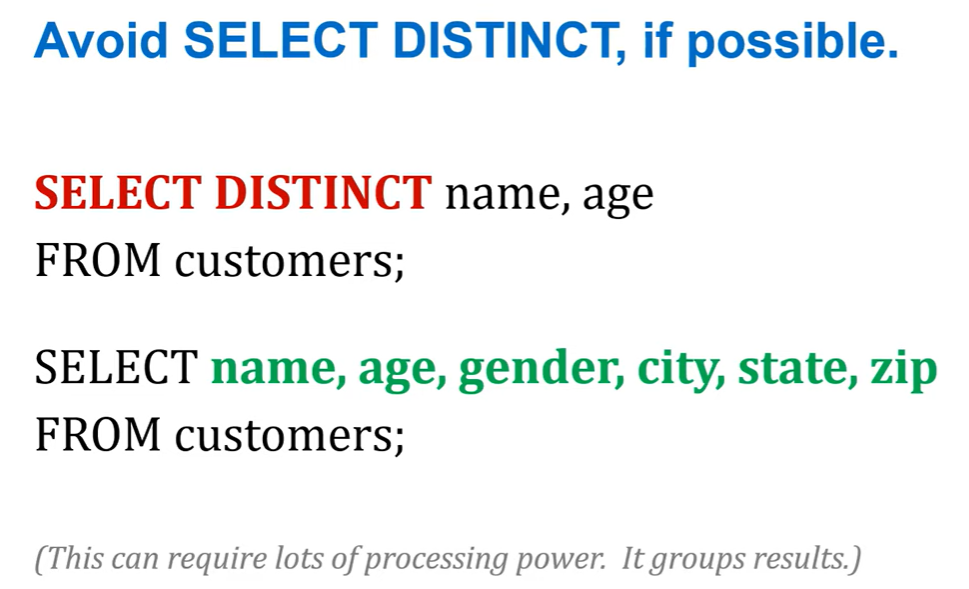 Avoid SELECT DISTINCT, if possible.
SELECT DISTINCT name, age
FROM customers;
SELECT name, age, gender, city, state, zip
FROM customers;
(This can require lots of processing power.  It groups results.)